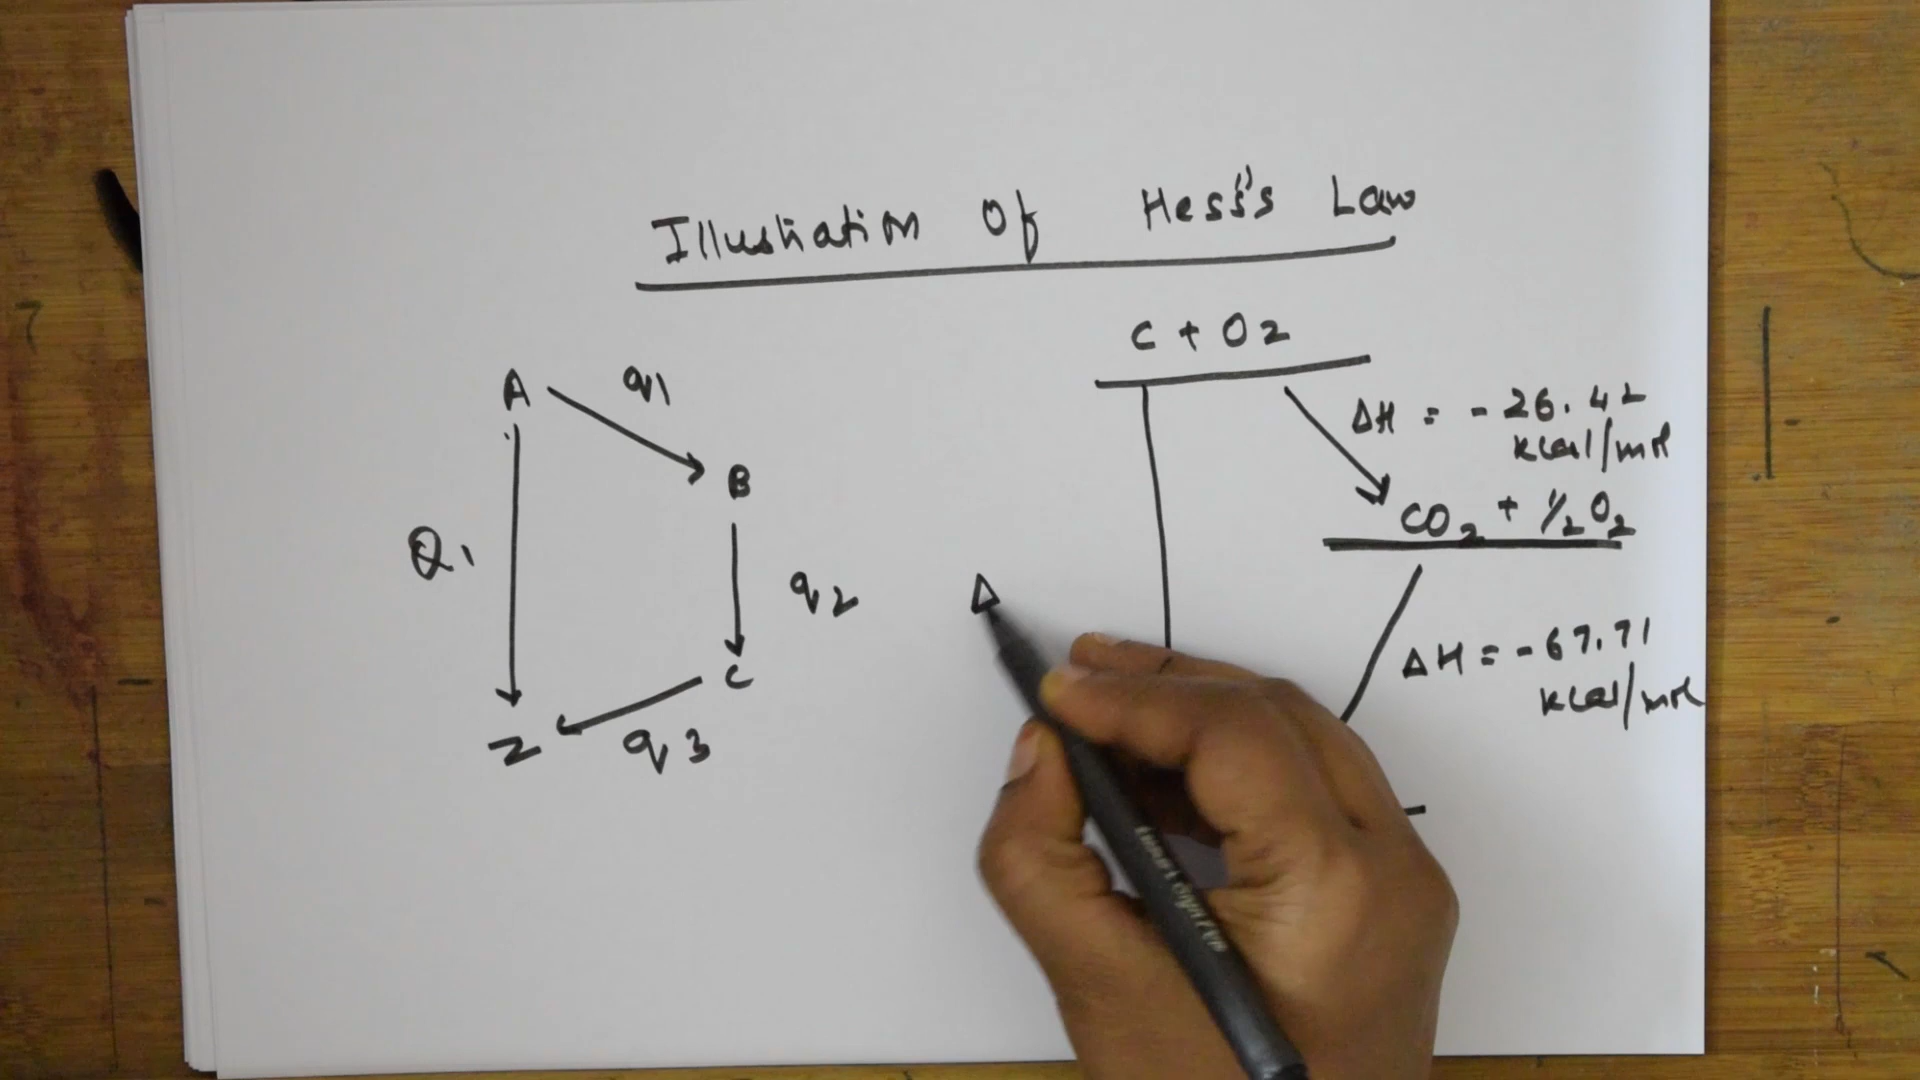 Illustration Of Hess's Law
A
q1
B
Q1
q2
C
Z
q3
C + O2
ΔH = -26.42
kcal/mol
CO2 + 1/2O2
ΔH = -67.71
kcal/mol
Δ